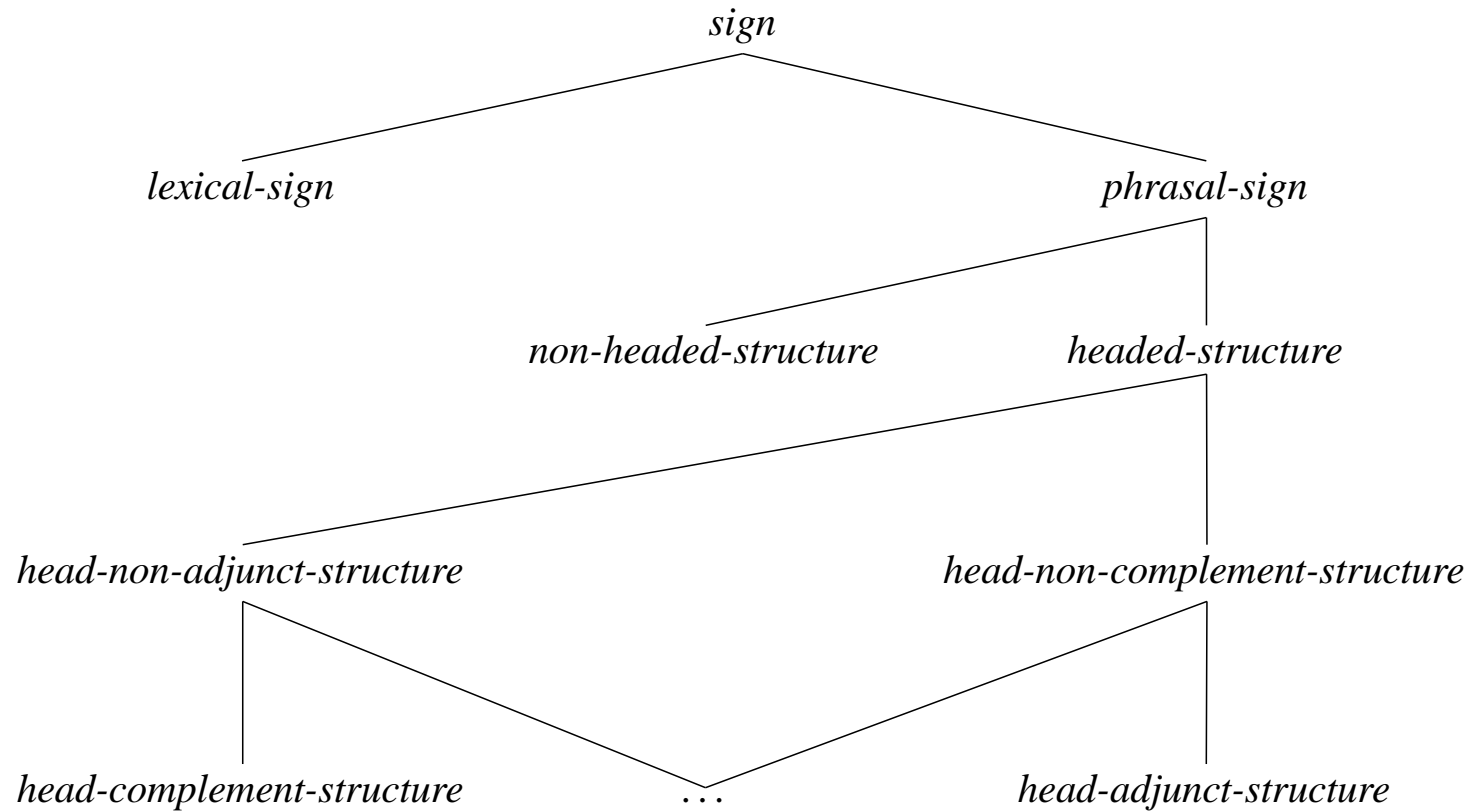 sign
lexical-sign phrasal-sign
non-headed-structure headed-structure
head-non-adjunct-structure head-non-complement-structure
head-complement-structure ... head-adjunct-structure